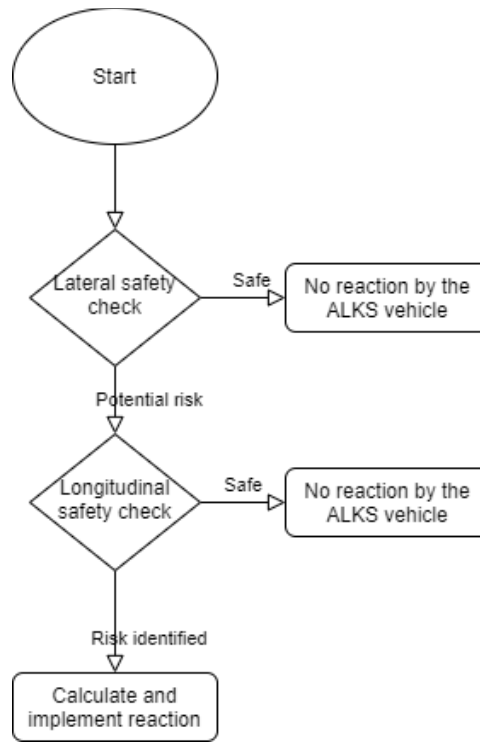 Start
Lateral safety
check
Safe
No reaction by the
ALKS vehicle
Potential risk
Longitudinal
safety check
Safe
No reaction by the
ALKS vehicle
Risk identified
Calculate and
implement reaction